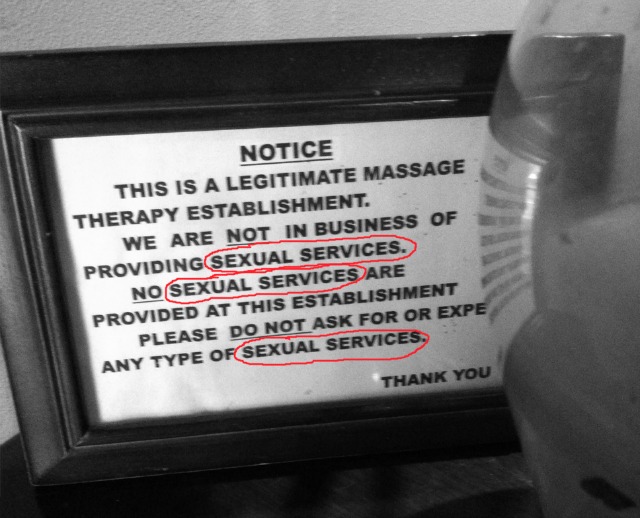 NOTICE
THIS IS A LEGITIMATE MASSAGE
THERAPY ESTABLISHMENT.
WE ARE NOT IN BUSINESS OF
PROVIDING SEXUAL SERVICES.
NO SEXUAL SERVICES ARE
PROVIDED AT THIS ESTABLISHMENT
PLEASE DO NOT ASK FOR OR EXPE
ANY TYPE OF SEXUAL SERVICES.
THANK YOU